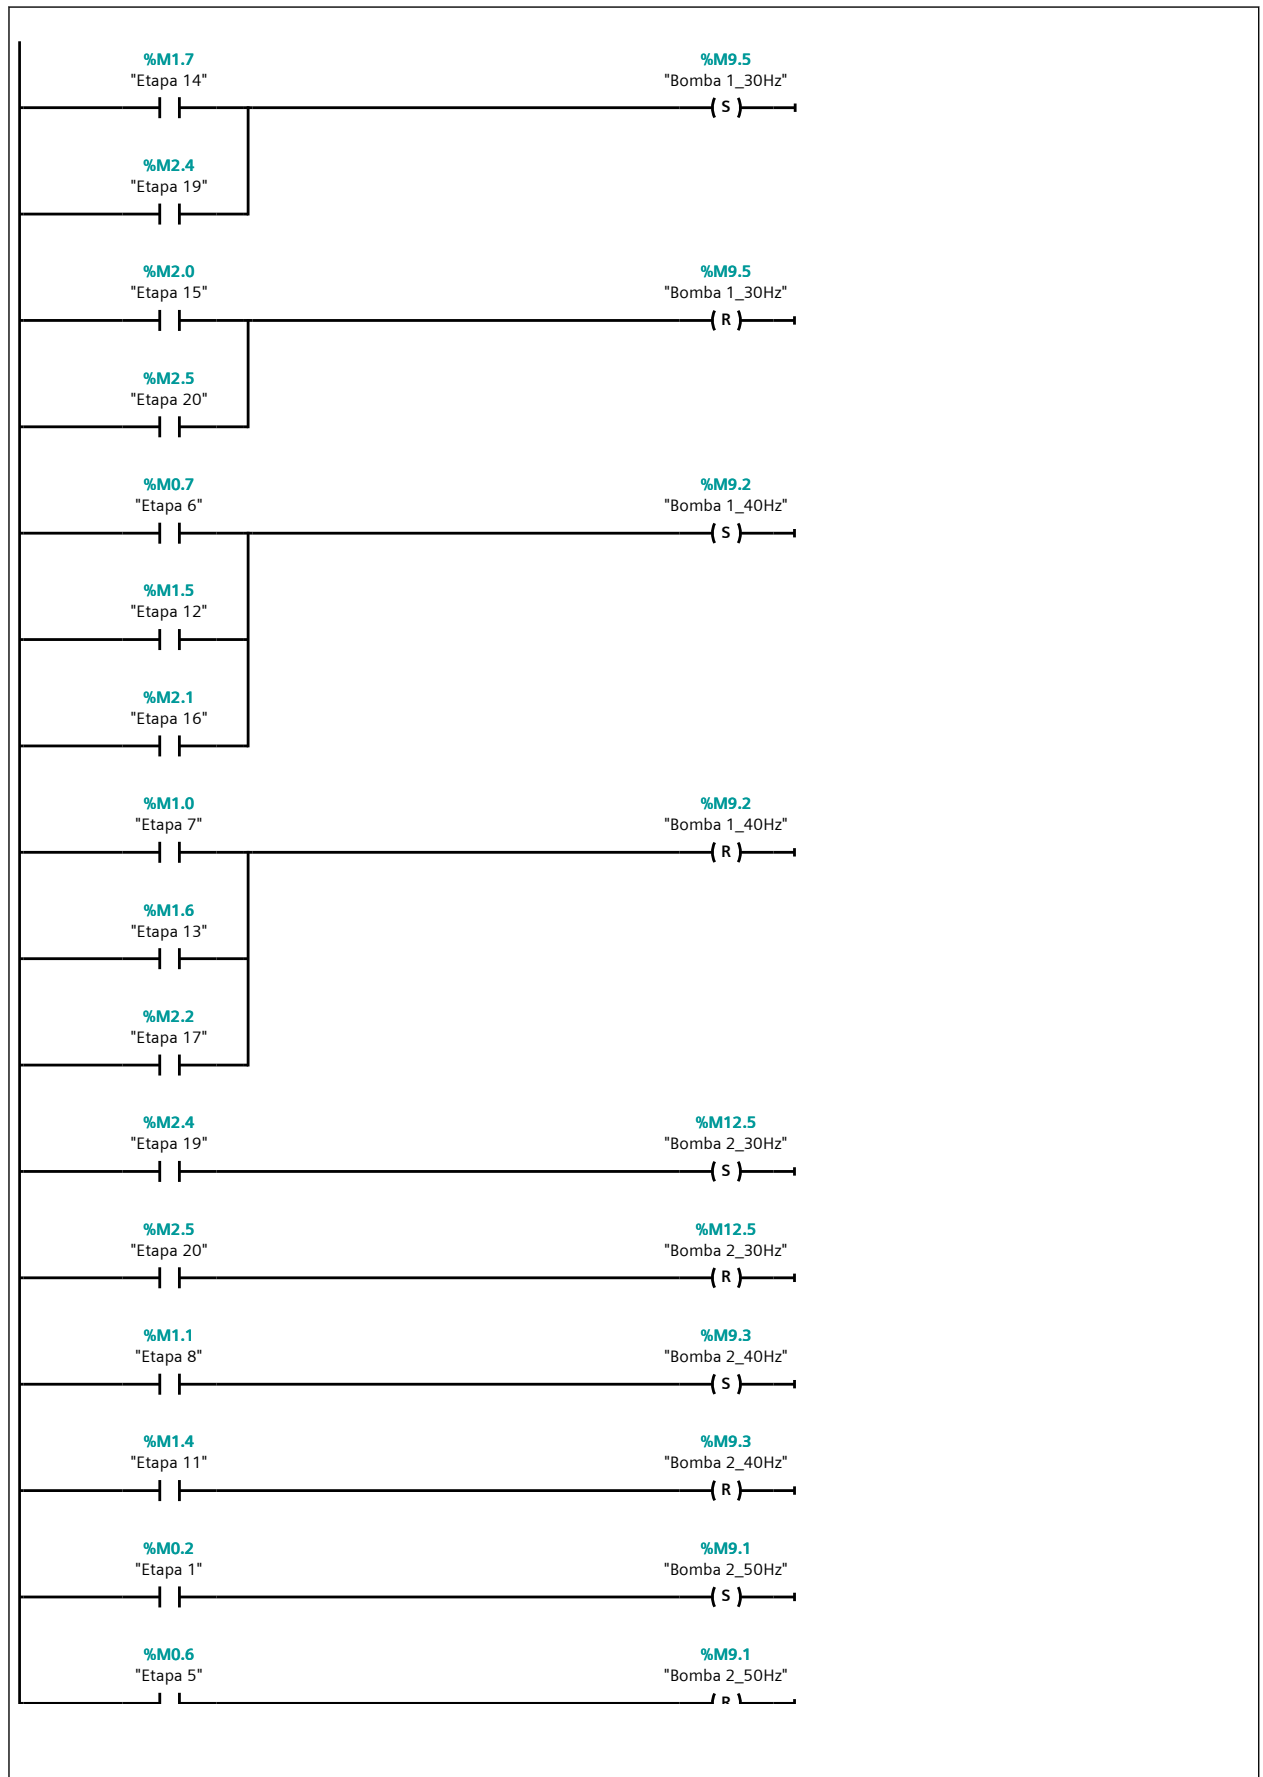 %M1.7 %M9.5
"Etapa 14" "Bomba 1_30Hz"
S
%M2.4
"Etapa 19"
%M2.0 %M9.5
"Etapa 15" "Bomba 1_30Hz"
R
%M2.5
"Etapa 20"
%M0.7 %M9.2
"Etapa 6" "Bomba 1_40Hz"
S
%M1.5
"Etapa 12"
%M2.1
"Etapa 16"
%M1.0 %M9.2
"Etapa 7" "Bomba 1_40Hz"
R
%M1.6
"Etapa 13"
%M2.2
"Etapa 17"
%M2.4 %M12.5
"Etapa 19" "Bomba 2_30Hz"
S
%M2.5 %M12.5
"Etapa 20" "Bomba 2_30Hz"
R
%M1.1 %M9.3
"Etapa 8" "Bomba 2_40Hz"
S
%M1.4 %M9.3
"Etapa 11" "Bomba 2_40Hz"
R
%M0.2 %M9.1
"Etapa 1" "Bomba 2_50Hz"
S
%M0.6 %M9.1
"Etapa 5" "Bomba 2_50Hz"
R